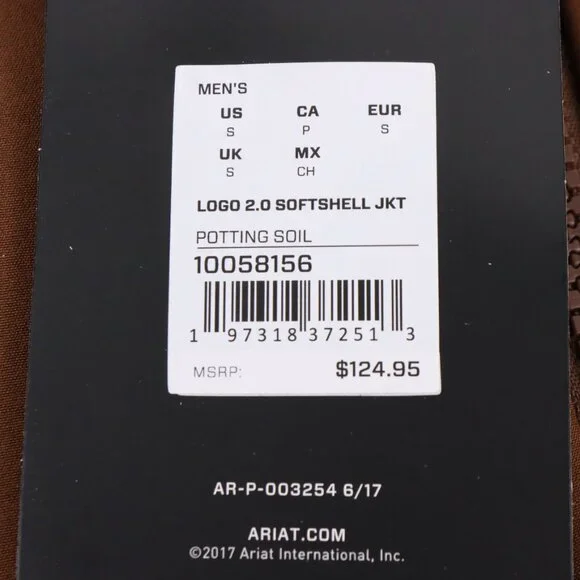 MEN'S
US CA EUR
S P S
UK MX
S CH
LOGO 2.0 SOFTSHELL JKT
POTTING SOIL
10058156
1 97318 37251 3
MSRP: $124.95
AR-P-003254 6/17
ARIAT.COM
©2017 Ariat International, Inc.